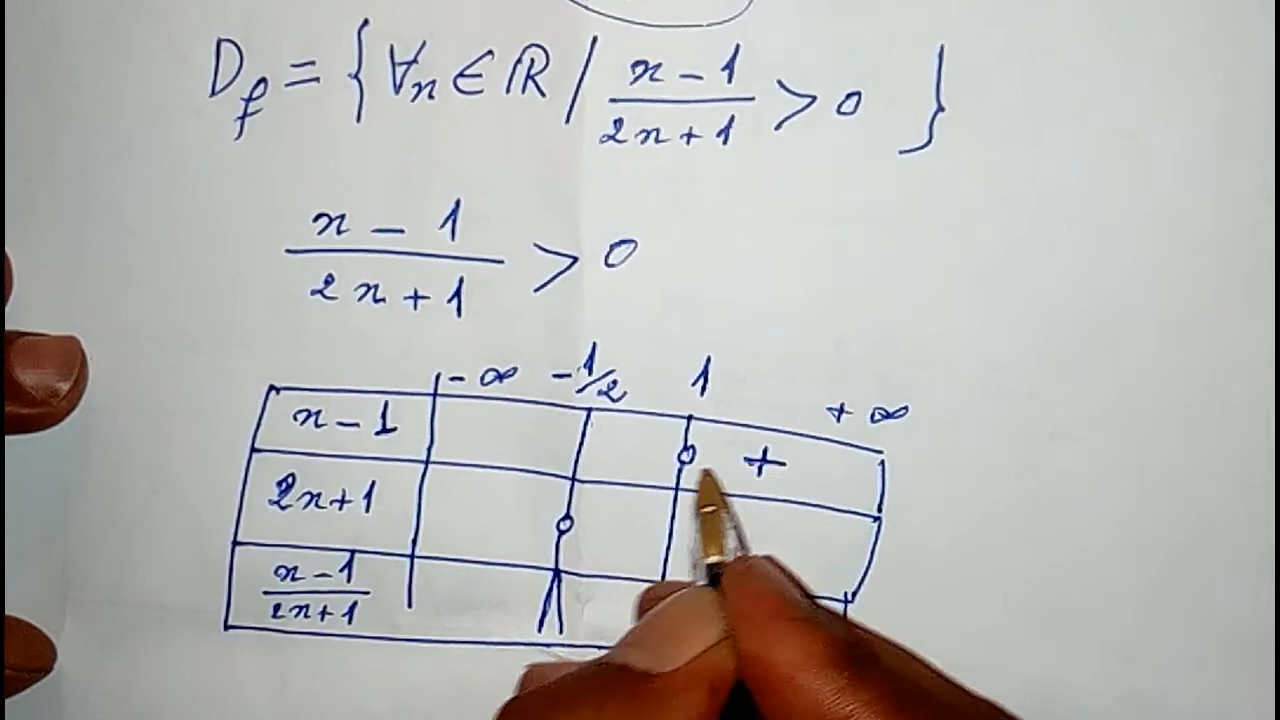 D_f = { ∀x ∈ ℝ / (x - 1)/(2x + 1) > 0 }
(x - 1)/(2x + 1) > 0
-∞ -1/2 1 +∞
x - 1 0 +
2x + 1 0
(x - 1)/(2x + 1)